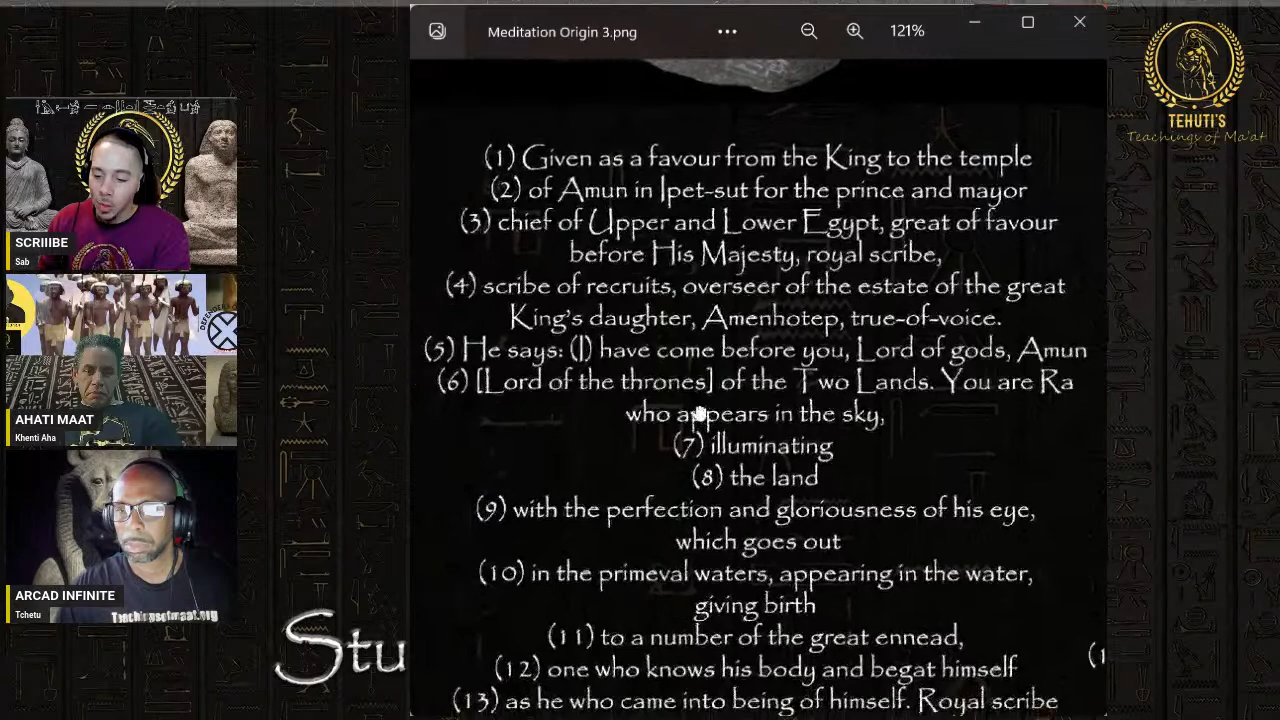 Meditation Origin 3.png
121%
TEHUTI'S
Teachings of Ma'at
SCRIIIBE
Sab
AHATI MAAT
Khenti Aha
ARCAD INFINITE
Tchetu
Teachingsofmaat.org
Stu
(1) Given as a favour from the King to the temple
(2) of Amun in Ipet-sut for the prince and mayor
(3) chief of Upper and Lower Egypt, great of favour
before His Majesty, royal scribe,
(4) scribe of recruits, overseer of the estate of the great
King's daughter, Amenhotep, true-of-voice.
(5) He says: (I) have come before you, Lord of gods, Amun
(6) [Lord of the thrones] of the Two Lands. You are Ra
who appears in the sky,
(7) illuminating
(8) the land
(9) with the perfection and gloriousness of his eye,
which goes out
(10) in the primeval waters, appearing in the water,
giving birth
(11) to a number of the great ennead,
(12) one who knows his body and begat himself
(13) as he who came into being of himself. Royal scribe
(1